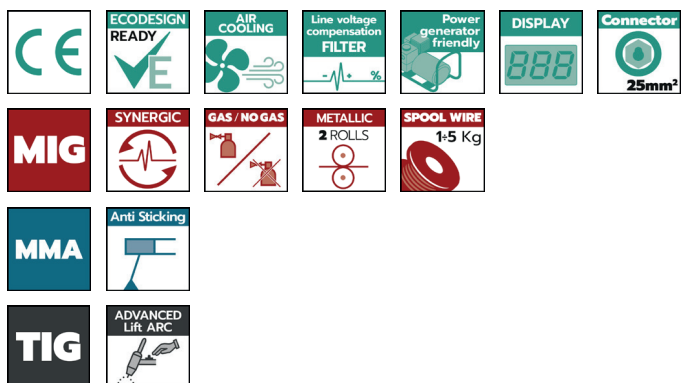 CE
ECODESIGN
READY
E
AIR
COOLING
Line voltage
compensation
FILTER
- + %
Power
generator
friendly
DISPLAY
888
Connector
25mm²
MIG
SYNERGIC
GAS / NO GAS
METALLIC
2 ROLLS
SPOOL WIRE
1÷5 Kg
MMA
Anti Sticking
TIG
ADVANCED
Lift ARC